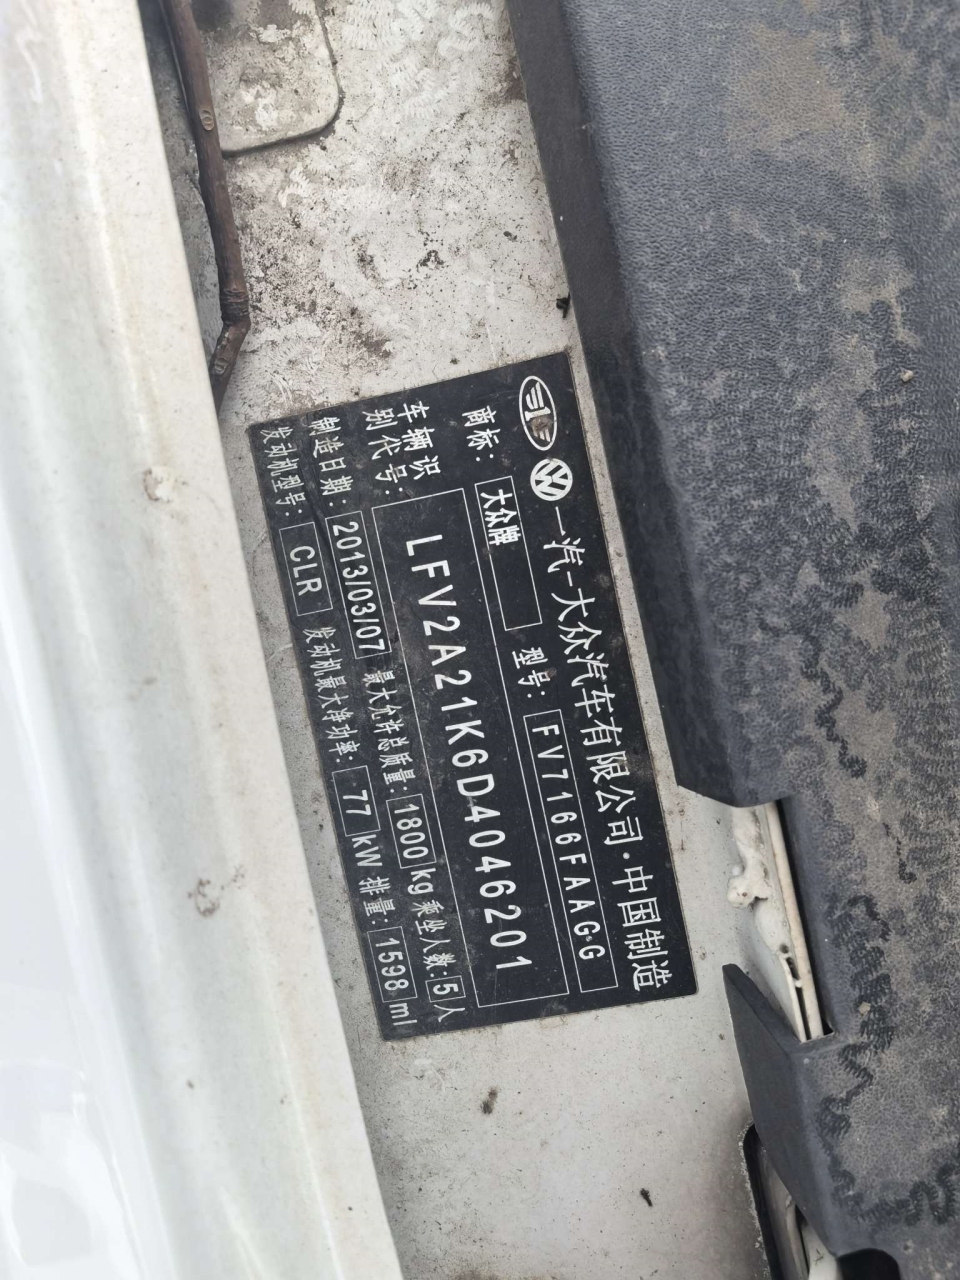 一汽-大众汽车有限公司·中国制造
商标: 大众牌 型号: FV7166FAAGG
车辆识别代号: LFV2A21K6D4046201
制造日期: 2013/03/07 最大允许总质量: 1800 kg 乘坐人数: 5 人
发动机型号: CLR 发动机最大净功率: 77 kW 排量: 1598 ml